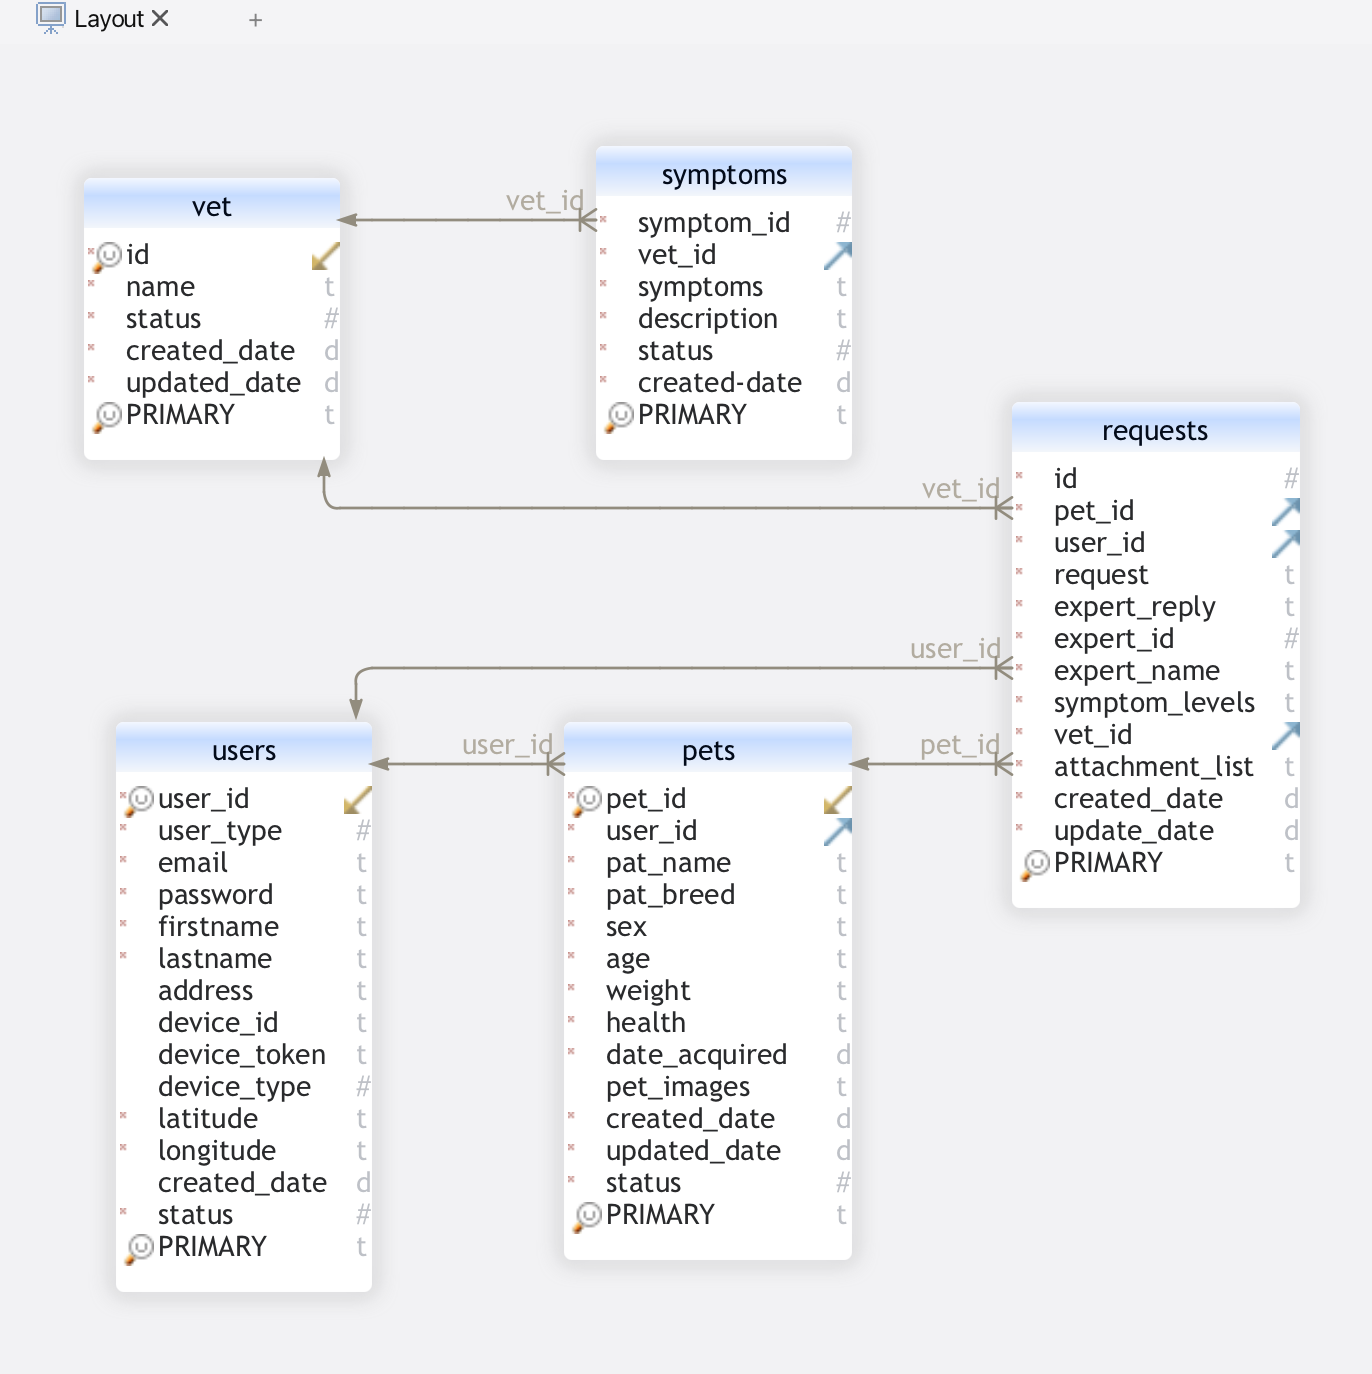 Layout
+
vet
id
name t
status #
created_date d
updated_date d
PRIMARY t
vet_id
symptoms
symptom_id #
vet_id
symptoms t
description t
status #
created-date d
PRIMARY t
vet_id
user_id
pet_id
requests
id #
pet_id
user_id
request t
expert_reply t
expert_id #
expert_name t
symptom_levels t
vet_id
attachment_list t
created_date d
update_date d
PRIMARY t
users
user_id
user_type #
email t
password t
firstname t
lastname t
address t
device_id t
device_token t
device_type #
latitude t
longitude t
created_date d
status #
PRIMARY t
user_id
pets
pet_id
user_id
pat_name t
pat_breed t
sex t
age t
weight t
health t
date_acquired d
pet_images t
created_date d
updated_date d
status #
PRIMARY t